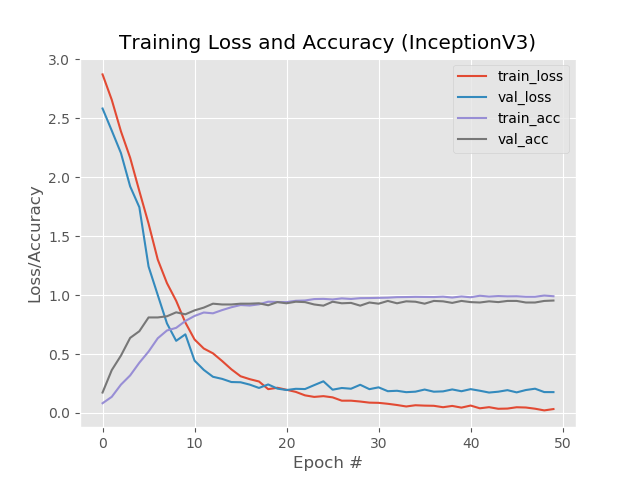 Training Loss and Accuracy (InceptionV3)
3.0
2.5
2.0
1.5
1.0
0.5
0.0
Loss/Accuracy
train_loss
val_loss
train_acc
val_acc
0 10 20 30 40 50
Epoch #